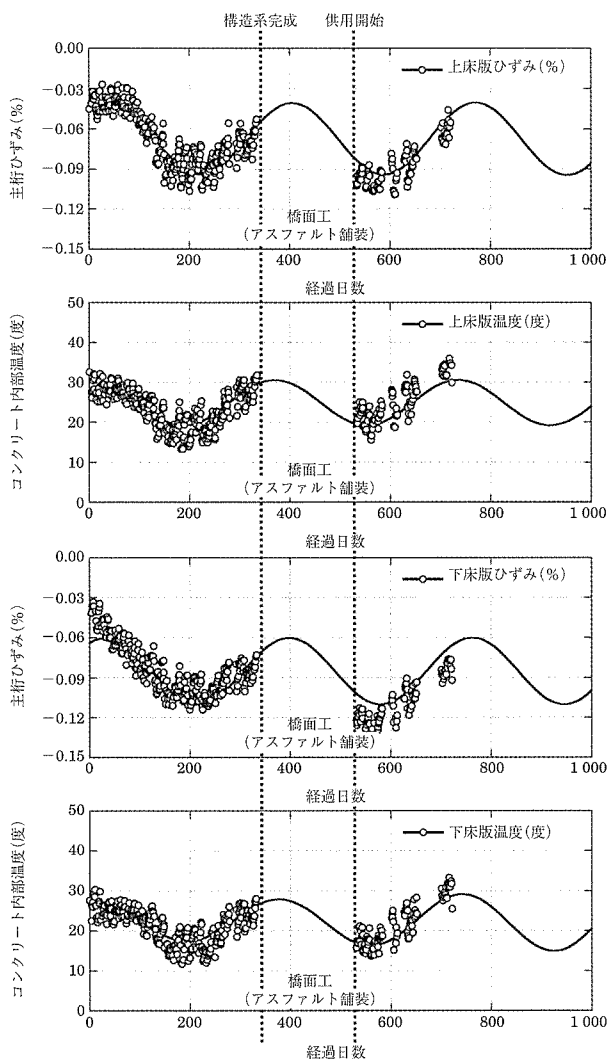 構造系完成 供用開始
0.00
−0.03
−0.06
−0.09
−0.12
−0.15
主桁ひずみ(%)
上床版ひずみ(%)
橋面工
(アスファルト舗装)
0 200 400 600 800 1 000
経過日数
50
40
30
20
10
0
コンクリート内部温度(度)
上床版温度(度)
橋面工
(アスファルト舗装)
0 200 400 600 800 1 000
経過日数
0.00
−0.03
−0.06
−0.09
−0.12
−0.15
主桁ひずみ(%)
下床版ひずみ(%)
橋面工
(アスファルト舗装)
0 200 400 600 800 1 000
経過日数
50
40
30
20
10
0
コンクリート内部温度(度)
下床版温度(度)
橋面工
(アスファルト舗装)
0 200 400 600 800 1 000
経過日数